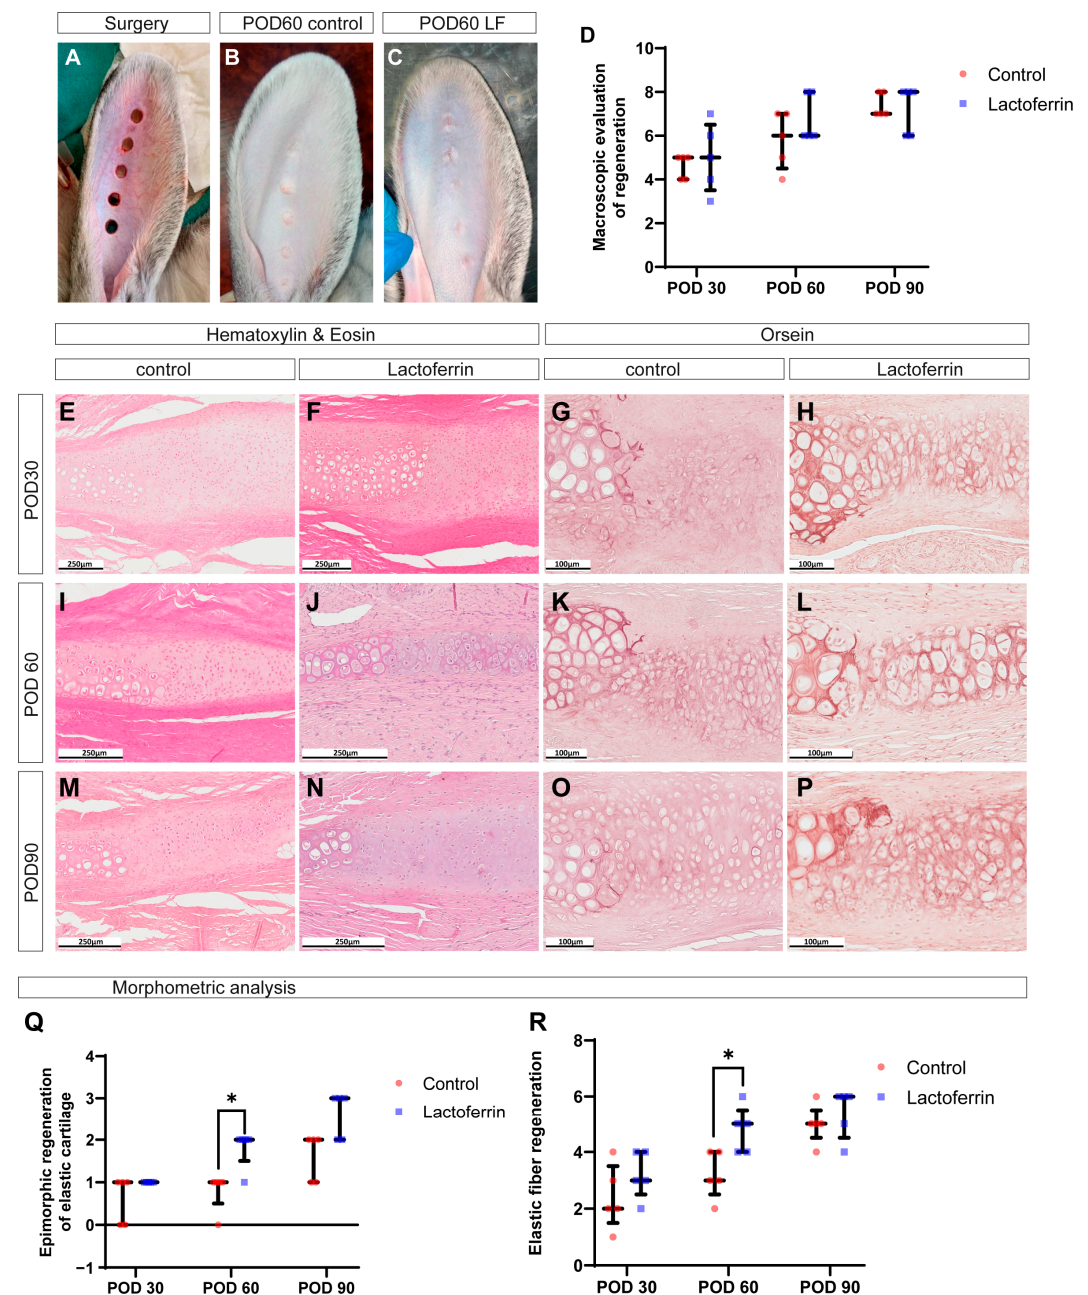 Surgery
POD60 control
POD60 LF
A
B
C
D
Macroscopic evaluation
of regeneration
10
8
6
4
2
0
POD 30
POD 60
POD 90
Control
Lactoferrin
Hematoxylin & Eosin
Orsein
control
Lactoferrin
control
Lactoferrin
POD30
E
250µm
F
250µm
G
100µm
H
100µm
POD 60
I
250µm
J
250µm
K
100µm
L
100µm
POD90
M
250µm
N
250µm
O
100µm
P
100µm
Morphometric analysis
Q
Epimorphic regeneration
of elastic cartilage
4
3
2
1
0
−1
*
POD 30
POD 60
POD 90
Control
Lactoferrin
R
Elastic fiber regeneration
8
6
4
2
0
*
POD 30
POD 60
POD 90
Control
Lactoferrin